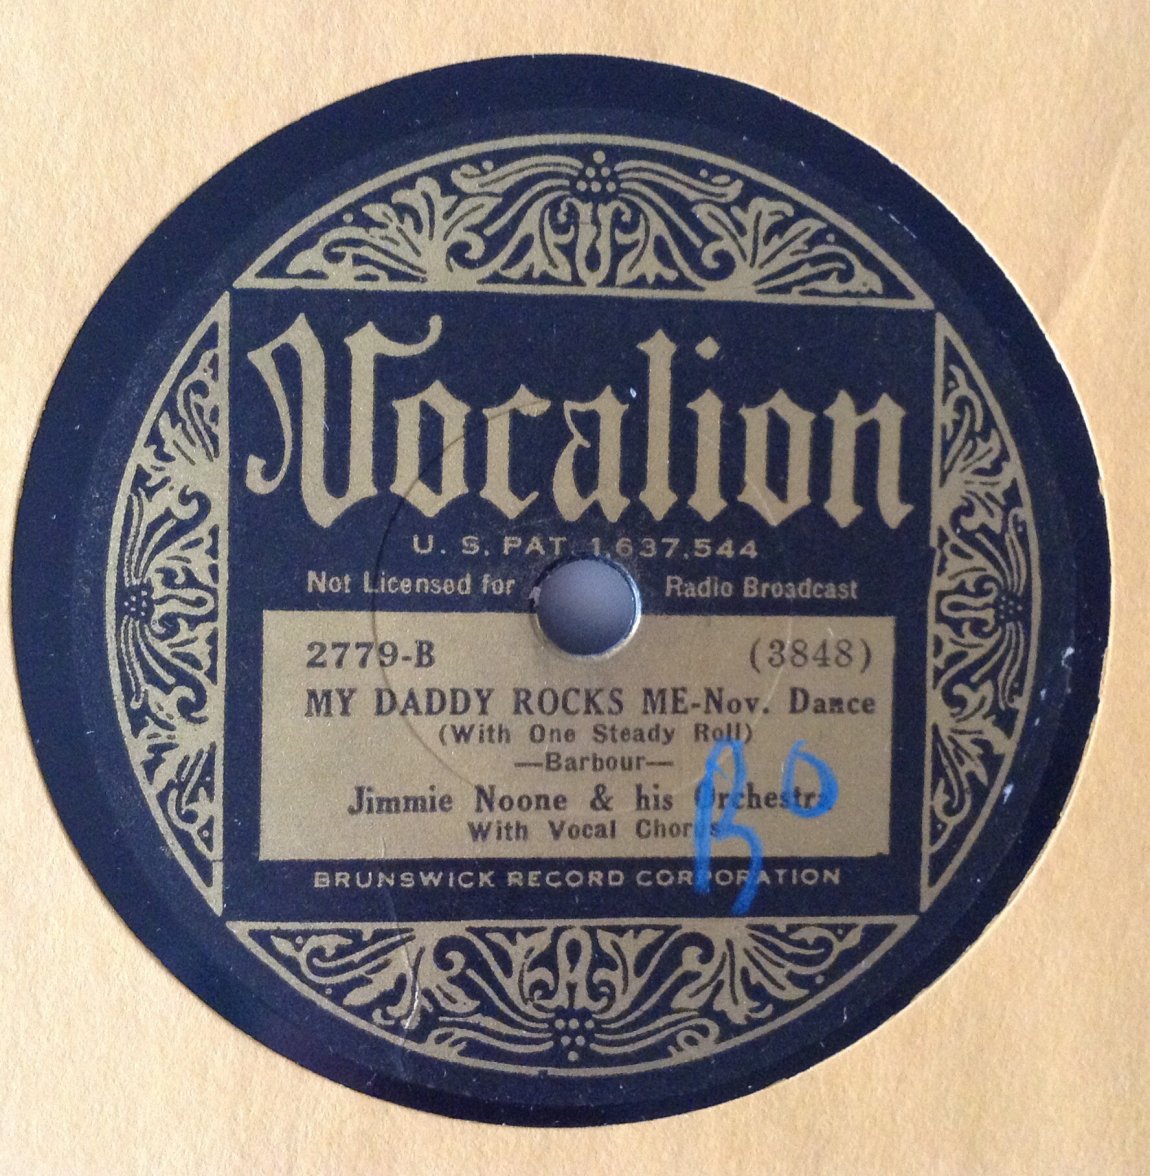 Vocalion
U. S. PAT. 1,637,544
Not Licensed for Radio Broadcast
2779-B (3848)
MY DADDY ROCKS ME-Nov. Dance
(With One Steady Roll)
—Barbour—
Jimmie Noone & his Orchestra
With Vocal Chorus
BRUNSWICK RECORD CORPORATION